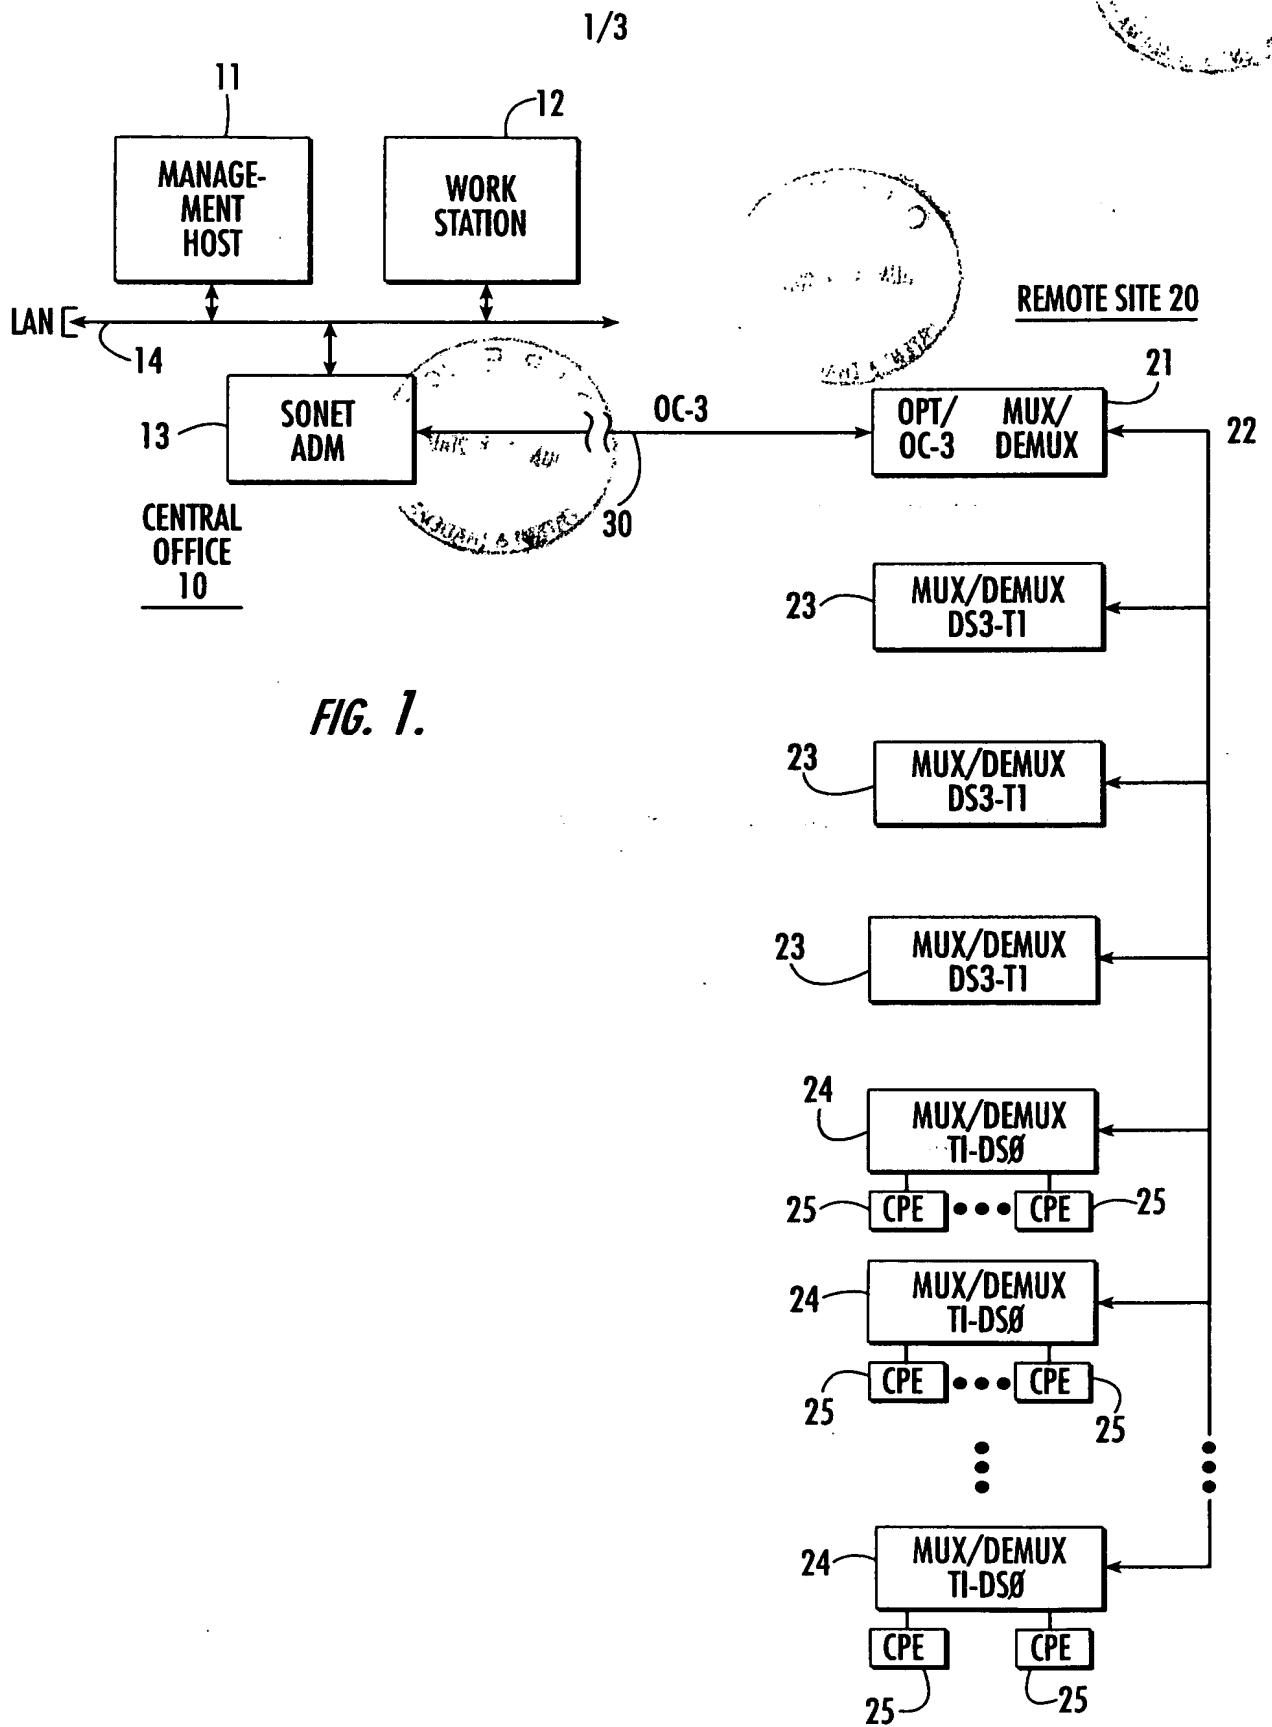 1/3
11
12
MANAGE-
MENT
HOST
WORK
STATION
LAN
14
REMOTE SITE 20
13
SONET
ADM
OC-3
30
21
OPT/
OC-3
MUX/
DEMUX
22
CENTRAL
OFFICE
10
23
MUX/DEMUX
DS3-T1
FIG. 1.
23
MUX/DEMUX
DS3-T1
23
MUX/DEMUX
DS3-T1
24
MUX/DEMUX
TI-DSØ
25
CPE
CPE
25
24
MUX/DEMUX
TI-DSØ
CPE
CPE
25
25
24
MUX/DEMUX
TI-DSØ
CPE
CPE
25
25